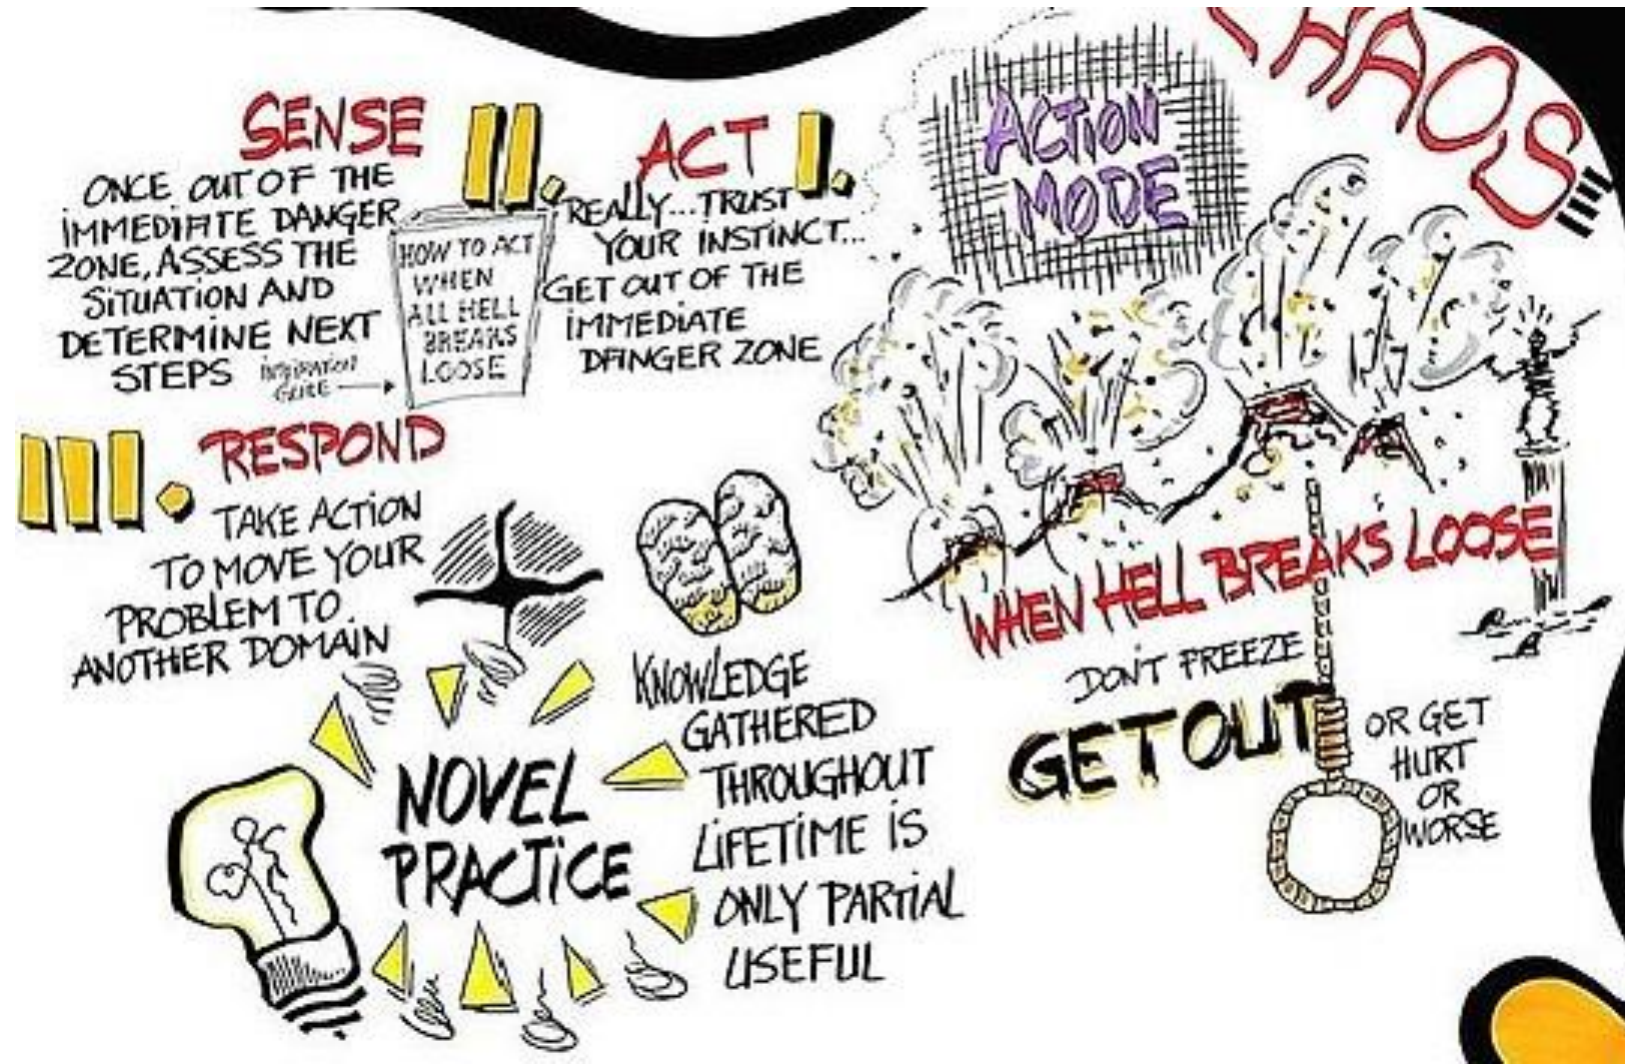 CHAOS
ACTION
MODE
I.
ACT
REALLY...TRUST
YOUR INSTINCT...
GET OUT OF THE
IMMEDIATE
DANGER ZONE
II.
SENSE
ONCE OUT OF THE
IMMEDIATE DANGER
ZONE, ASSESS THE
SITUATION AND
DETERMINE NEXT
STEPS
HOW TO ACT
WHEN
ALL HELL
BREAKS
LOOSE
III.
RESPOND
TAKE ACTION
TO MOVE YOUR
PROBLEM TO
ANOTHER DOMAIN
NOVEL
PRACTICE
KNOWLEDGE
GATHERED
THROUGHOUT
LIFETIME IS
ONLY PARTIAL
USEFUL
WHEN HELL BREAKS LOOSE
DON'T FREEZE
GET OUT
OR GET
HURT
OR
WORSE